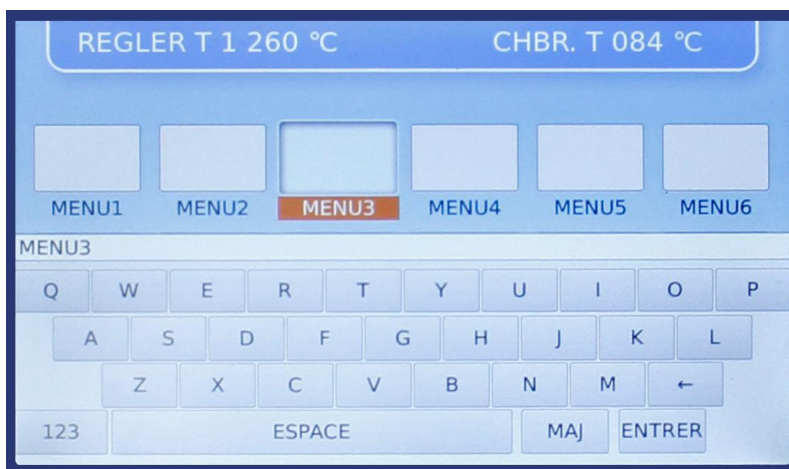 REGLER T 1 260 °C CHBR. T 084 °C
MENU1 MENU2 MENU3 MENU4 MENU5 MENU6
MENU3
Q W E R T Y U I O P
A S D F G H J K L
Z X C V B N M ←
123 ESPACE MAJ ENTRER